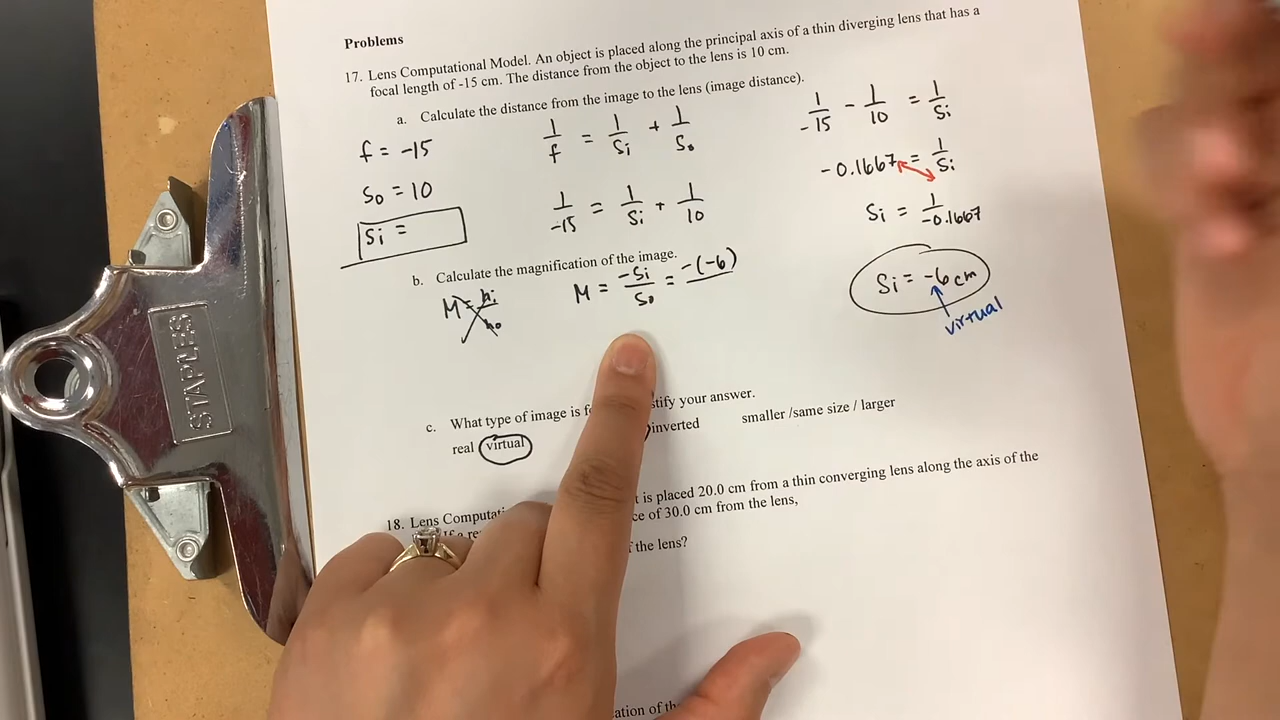 Problems
17. Lens Computational Model. An object is placed along the principal axis of a thin diverging lens that has a
focal length of -15 cm. The distance from the object to the lens is 10 cm.
a. Calculate the distance from the image to the lens (image distance).
f = -15
1/f = 1/Si + 1/So
1/-15 - 1/10 = 1/Si
So = 10
1/-15 = 1/Si + 1/10
-0.1667 = 1/Si
Si =
Si = 1/-0.1667
b. Calculate the magnification of the image.
M = hi/ho
M = -Si/So = -(-6)
Si = -6 cm
virtual
c. What type of image is stify your answer.
real virtual inverted smaller /same size / larger
18. Lens t is placed 20.0 cm from a thin converging lens along the axis of the
ce of 30.0 cm from the lens,
the lens?
ation of
STAPLES